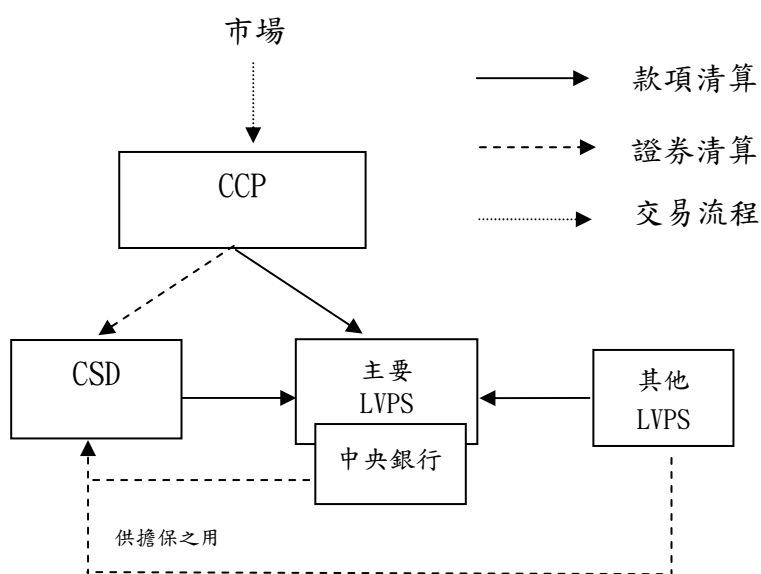 市場
款項清算
證券清算
交易流程
CCP
CSD
主要
LVPS
中央銀行
其他
LVPS
供擔保之用